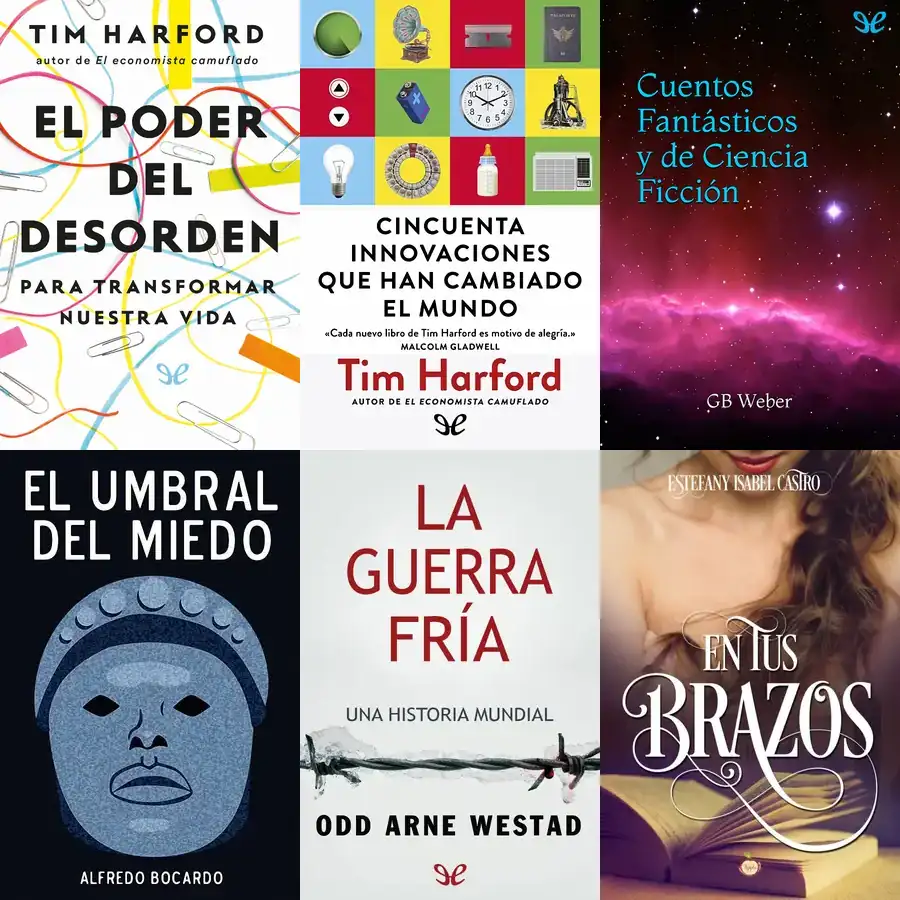 TIM HARFORD
autor de El economista camuflado
EL PODER
DEL
DESORDEN
PARA TRANSFORMAR
NUESTRA VIDA
CINCUENTA
INNOVACIONES
QUE HAN CAMBIADO
EL MUNDO
«Cada nuevo libro de Tim Harford es motivo de alegría.»
MALCOLM GLADWELL
Tim Harford
AUTOR DE EL ECONOMISTA CAMUFLADO
Cuentos
Fantásticos
y de Ciencia
Ficción
GB Weber
EL UMBRAL
DEL MIEDO
ALFREDO BOCARDO
LA
GUERRA
FRÍA
UNA HISTORIA MUNDIAL
ODD ARNE WESTAD
ESTEFANY ISABEL CASTRO
EN TUS
BRAZOS